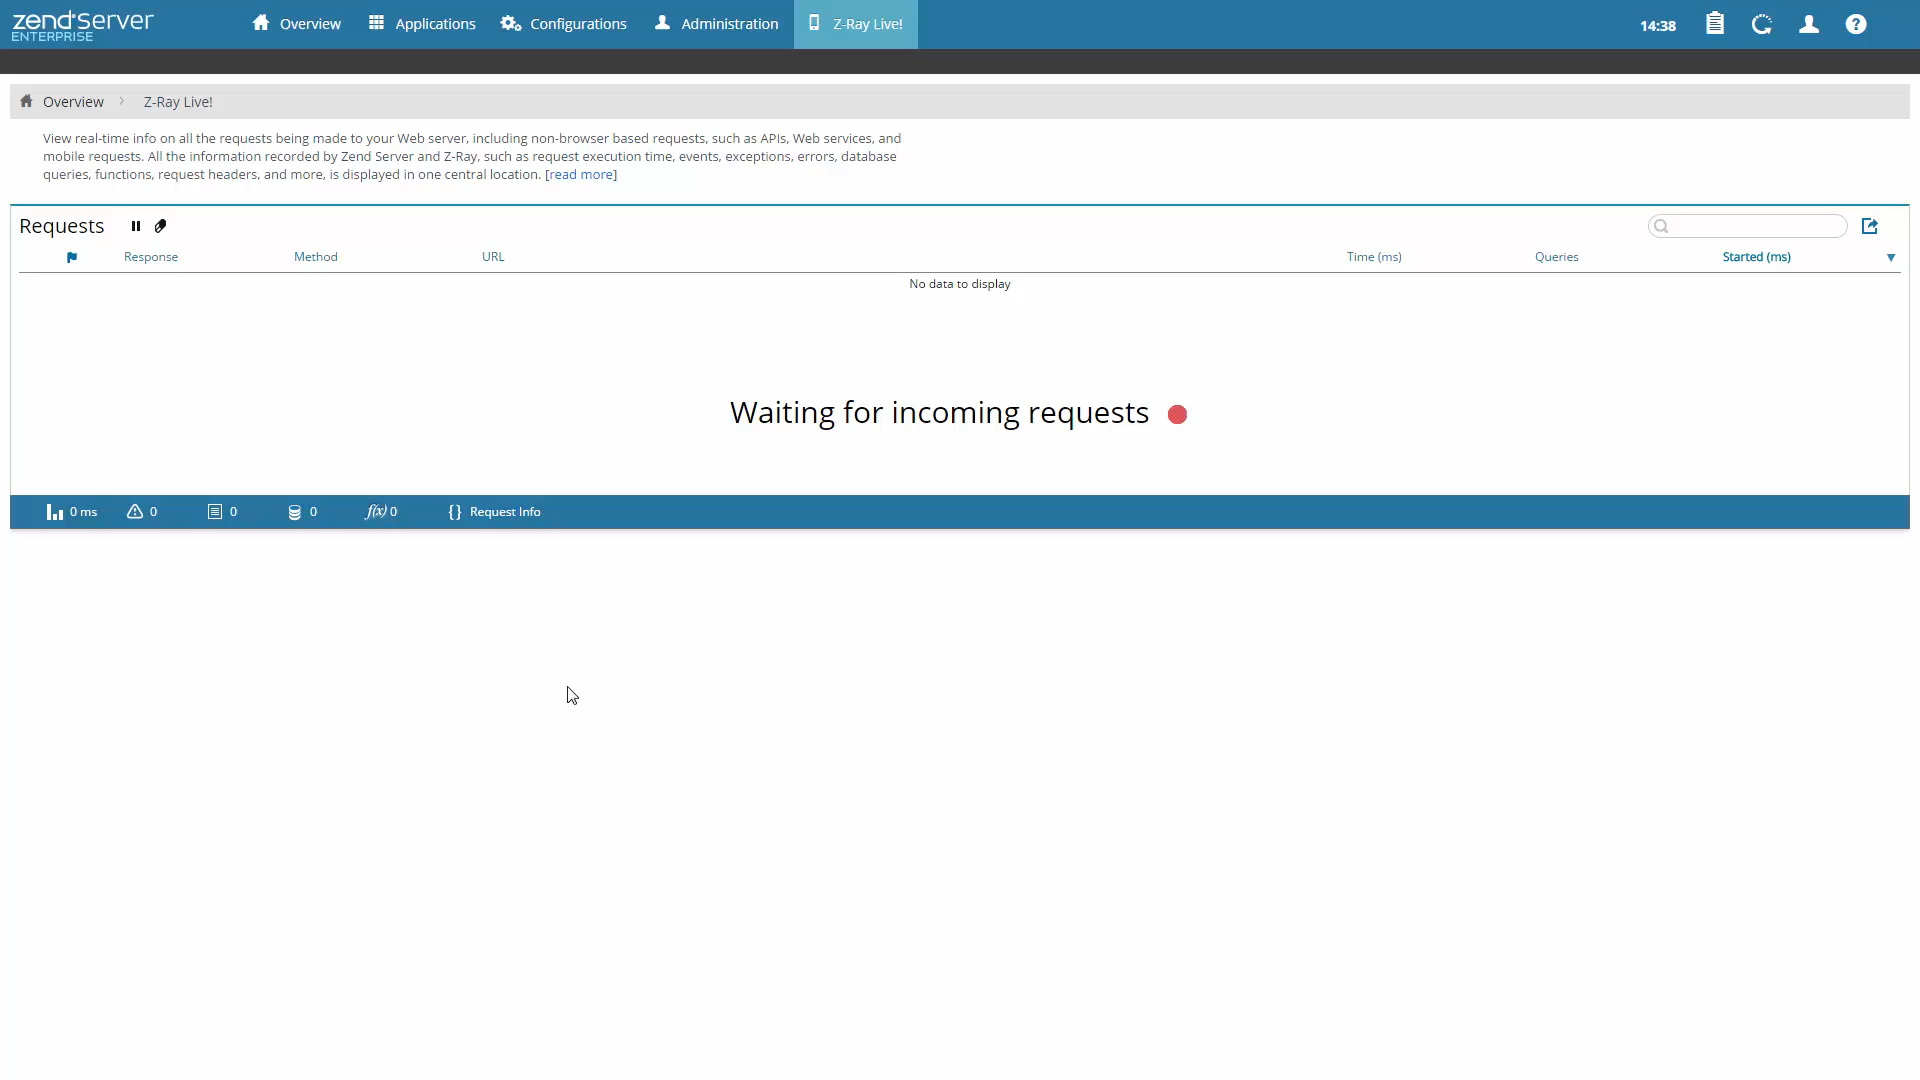 zend Server
ENTERPRISE
Overview
Applications
Configurations
Administration
Z-Ray Live!
14:38
Overview
Z-Ray Live!
View real-time info on all the requests being made to your Web server, including non-browser based requests, such as APIs, Web services, and
mobile requests. All the information recorded by Zend Server and Z-Ray, such as request execution time, events, exceptions, errors, database
queries, functions, request headers, and more, is displayed in one central location. [read more]
Requests
Response Method URL Time (ms) Queries Started (ms)
No data to display
Waiting for incoming requests
0 ms 0 0 0 f(x) 0 {} Request Info